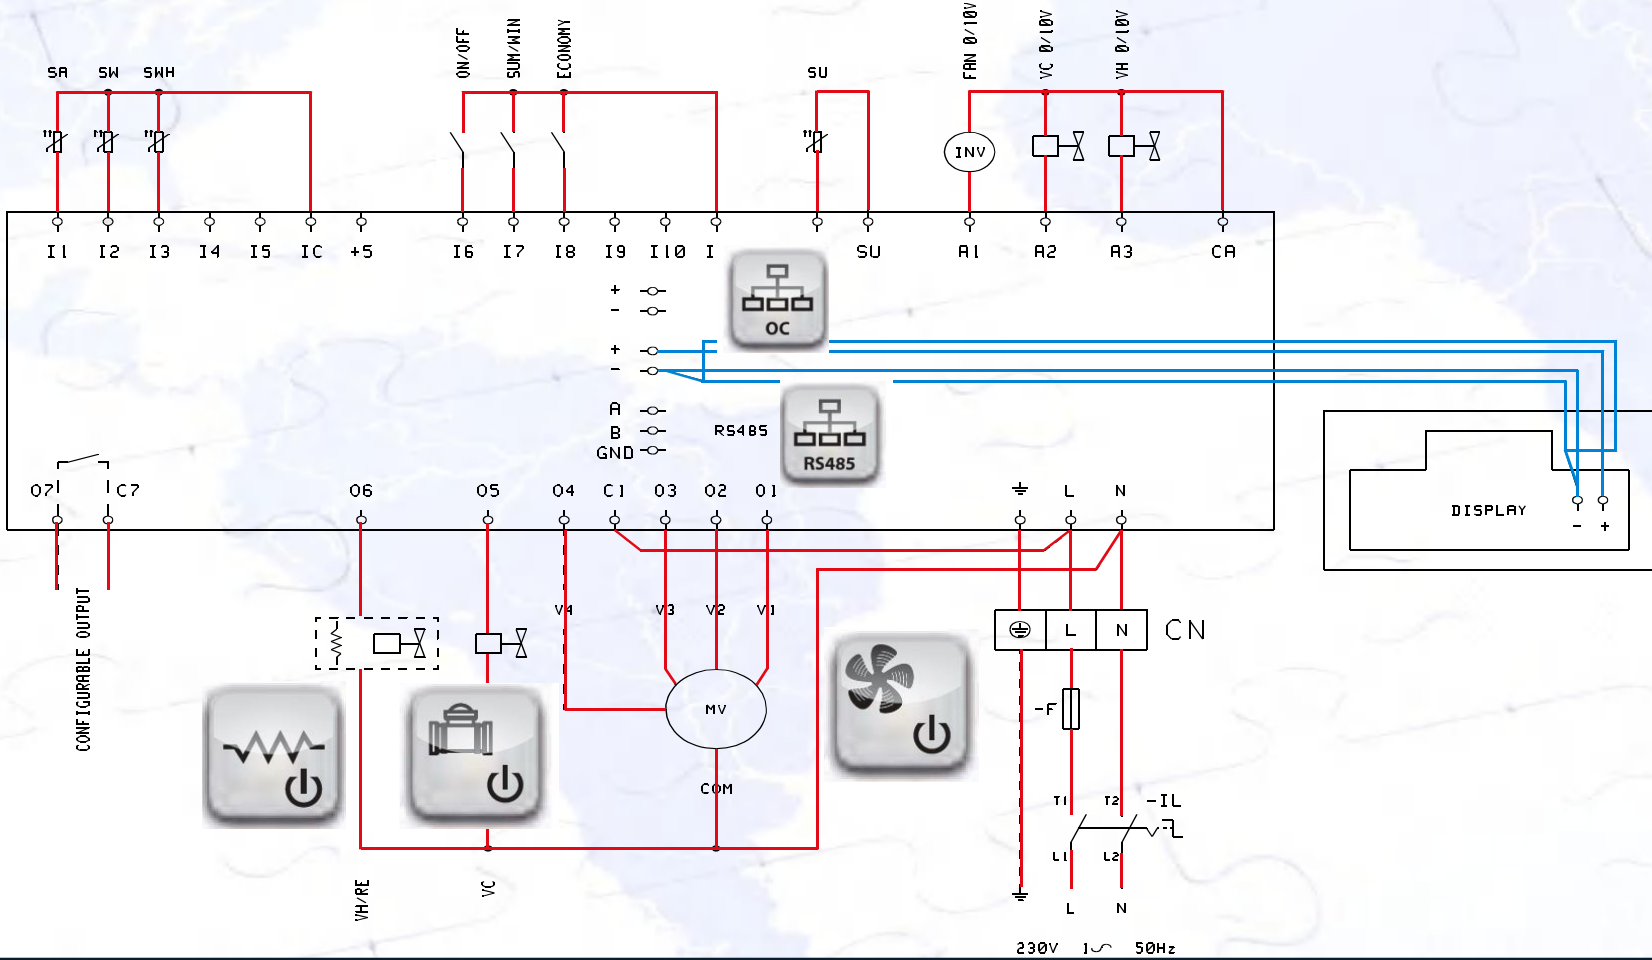 ON/OFF
SUM/WIN
ECONOMY
FAN 0/10V
VC 0/10V
VH 0/10V
SA SW SWH SU
INV
I1 I2 I3 I4 I5 IC +5 I6 I7 I8 I9 I10 I SU A1 A2 A3 CA
+
-
OC
+
-
A
B RS485
GND RS485
O7 C7 O6 O5 O4 C1 O3 O2 O1 L N
DISPLAY
- +
CONFIGURABLE OUTPUT
V4 V3 V2 V1
L N CN
MV
-F
COM
T1 T2 -IL
L1 L2
VH/RE
VC
L N
230V 1 50Hz